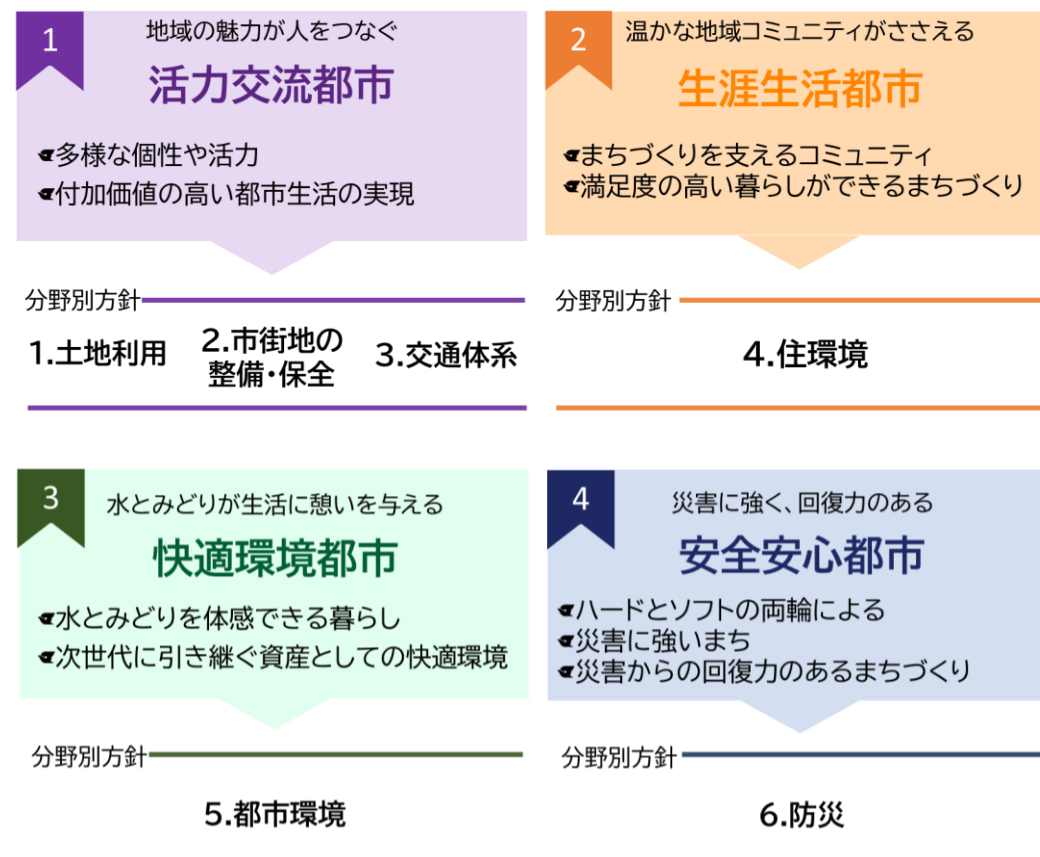 1
地域の魅力が人をつなぐ
活力交流都市
多様な個性や活力
付加価値の高い都市生活の実現
分野別方針
1.土地利用
2.市街地の
整備・保全
3.交通体系
2
温かな地域コミュニティがささえる
生涯生活都市
まちづくりを支えるコミュニティ
満足度の高い暮らしができるまちづくり
分野別方針
4.住環境
3
水とみどりが生活に憩いを与える
快適環境都市
水とみどりを体感できる暮らし
次世代に引き継ぐ資産としての快適環境
分野別方針
5.都市環境
4
災害に強く、回復力のある
安全安心都市
ハードとソフトの両輪による
災害に強いまち
災害からの回復力のあるまちづくり
分野別方針
6.防災